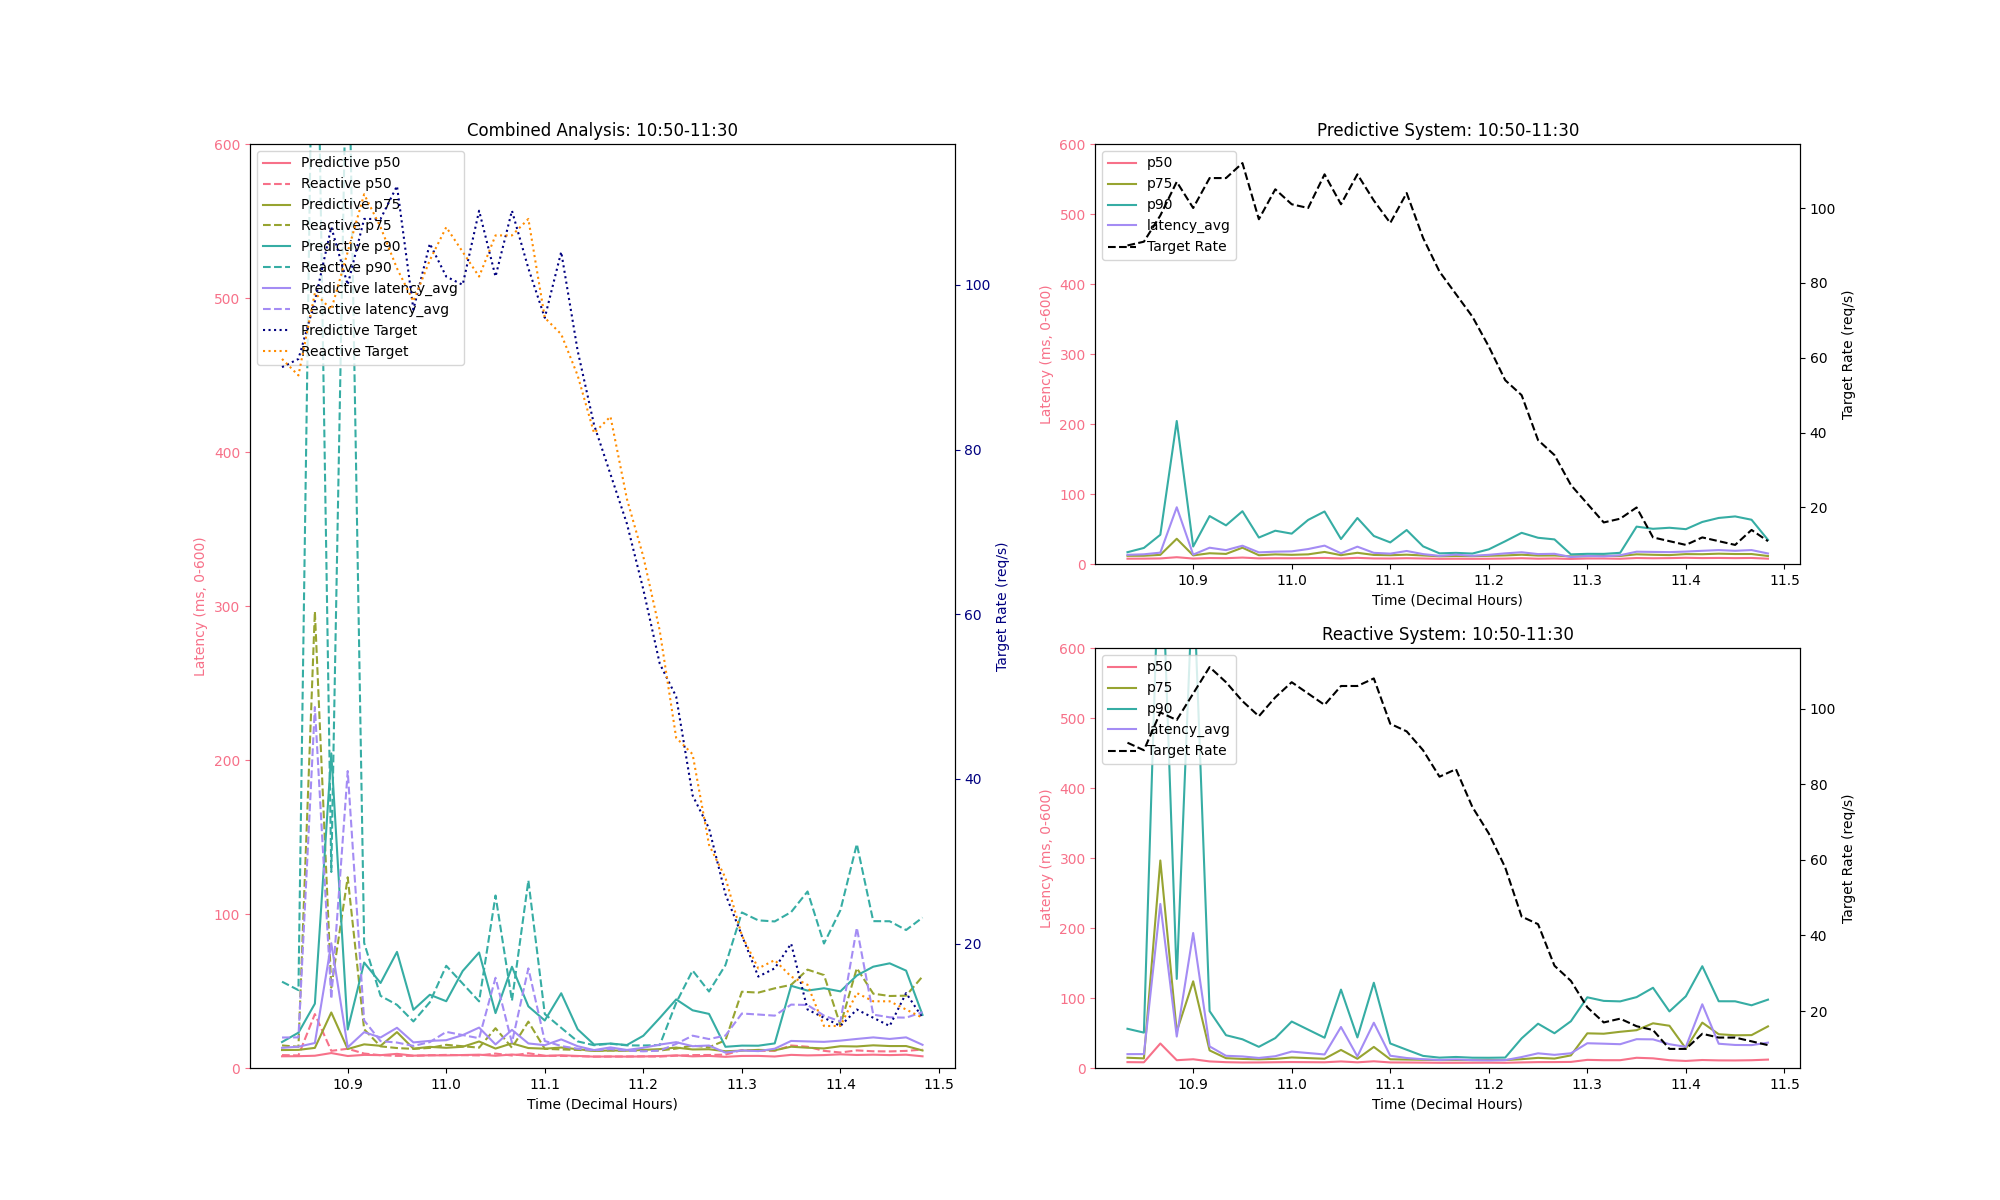 Combined Analysis: 10:50-11:30
Predictive p50
Reactive p50
Predictive p75
Reactive p75
Predictive p90
Reactive p90
Predictive latency_avg
Reactive latency_avg
Predictive Target
Reactive Target
600
500
400
300
200
100
0
Latency (ms, 0-600)
100
80
60
40
20
Target Rate (req/s)
10.9 11.0 11.1 11.2 11.3 11.4 11.5
Time (Decimal Hours)
Predictive System: 10:50-11:30
p50
p75
p90
latency_avg
Target Rate
600
500
400
300
200
100
0
Latency (ms, 0-600)
100
80
60
40
20
Target Rate (req/s)
10.9 11.0 11.1 11.2 11.3 11.4 11.5
Time (Decimal Hours)
Reactive System: 10:50-11:30
p50
p75
p90
latency_avg
Target Rate
600
500
400
300
200
100
0
Latency (ms, 0-600)
100
80
60
40
20
Target Rate (req/s)
10.9 11.0 11.1 11.2 11.3 11.4 11.5
Time (Decimal Hours)